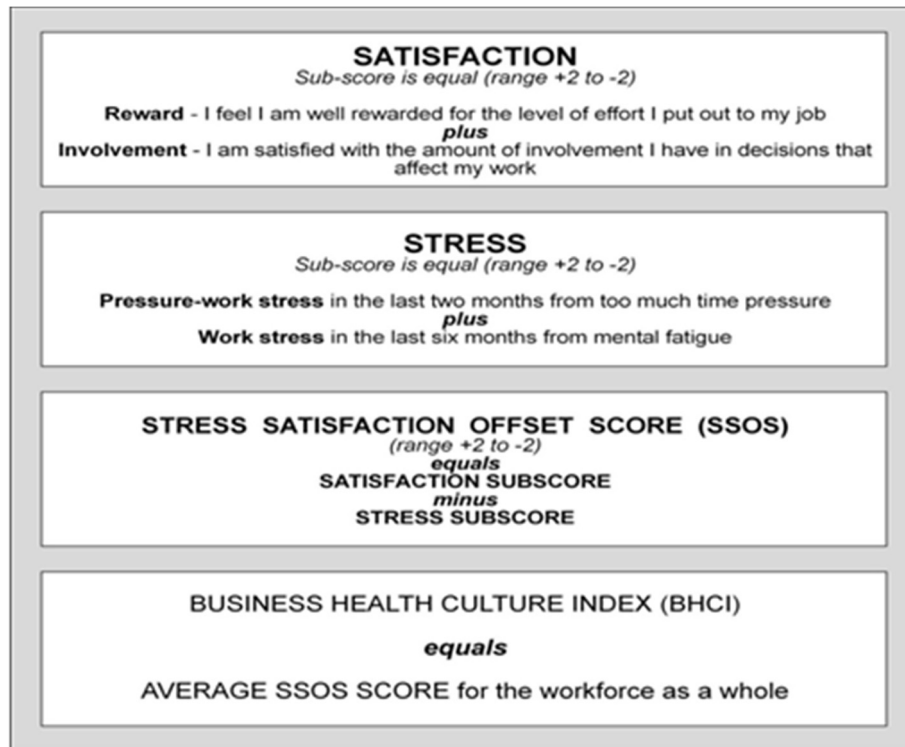 SATISFACTION
Sub-score is equal (range +2 to -2)
Reward - I feel I am well rewarded for the level of effort I put out to my job
plus
Involvement - I am satisfied with the amount of involvement I have in decisions that
affect my work
STRESS
Sub-score is equal (range +2 to -2)
Pressure-work stress in the last two months from too much time pressure
plus
Work stress in the last six months from mental fatigue
STRESS SATISFACTION OFFSET SCORE (SSOS)
(range +2 to -2)
equals
SATISFACTION SUBSCORE
minus
STRESS SUBSCORE
BUSINESS HEALTH CULTURE INDEX (BHCI)
equals
AVERAGE SSOS SCORE for the workforce as a whole